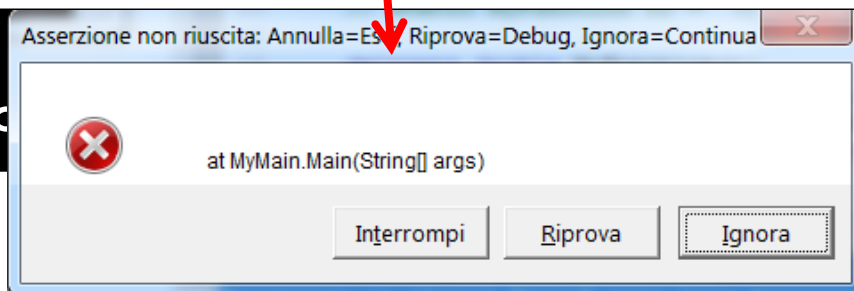 Asserzione non riuscita: Annulla=Esci, Riprova=Debug, Ignora=Continua
at MyMain.Main(String[] args)
Interrompi Riprova Ignora